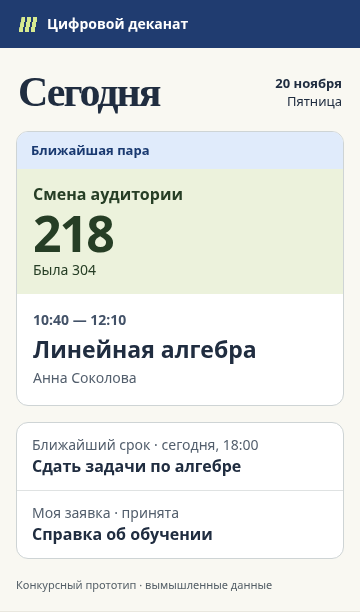 Цифровой деканат
Сегодня
20 ноября
Пятница
Ближайшая пара
Смена аудитории
218
Была 304
10:40 — 12:10
Линейная алгебра
Анна Соколова
Ближайший срок · сегодня, 18:00
Сдать задачи по алгебре
Моя заявка · принята
Справка об обучении
Конкурсный прототип · вымышленные данные